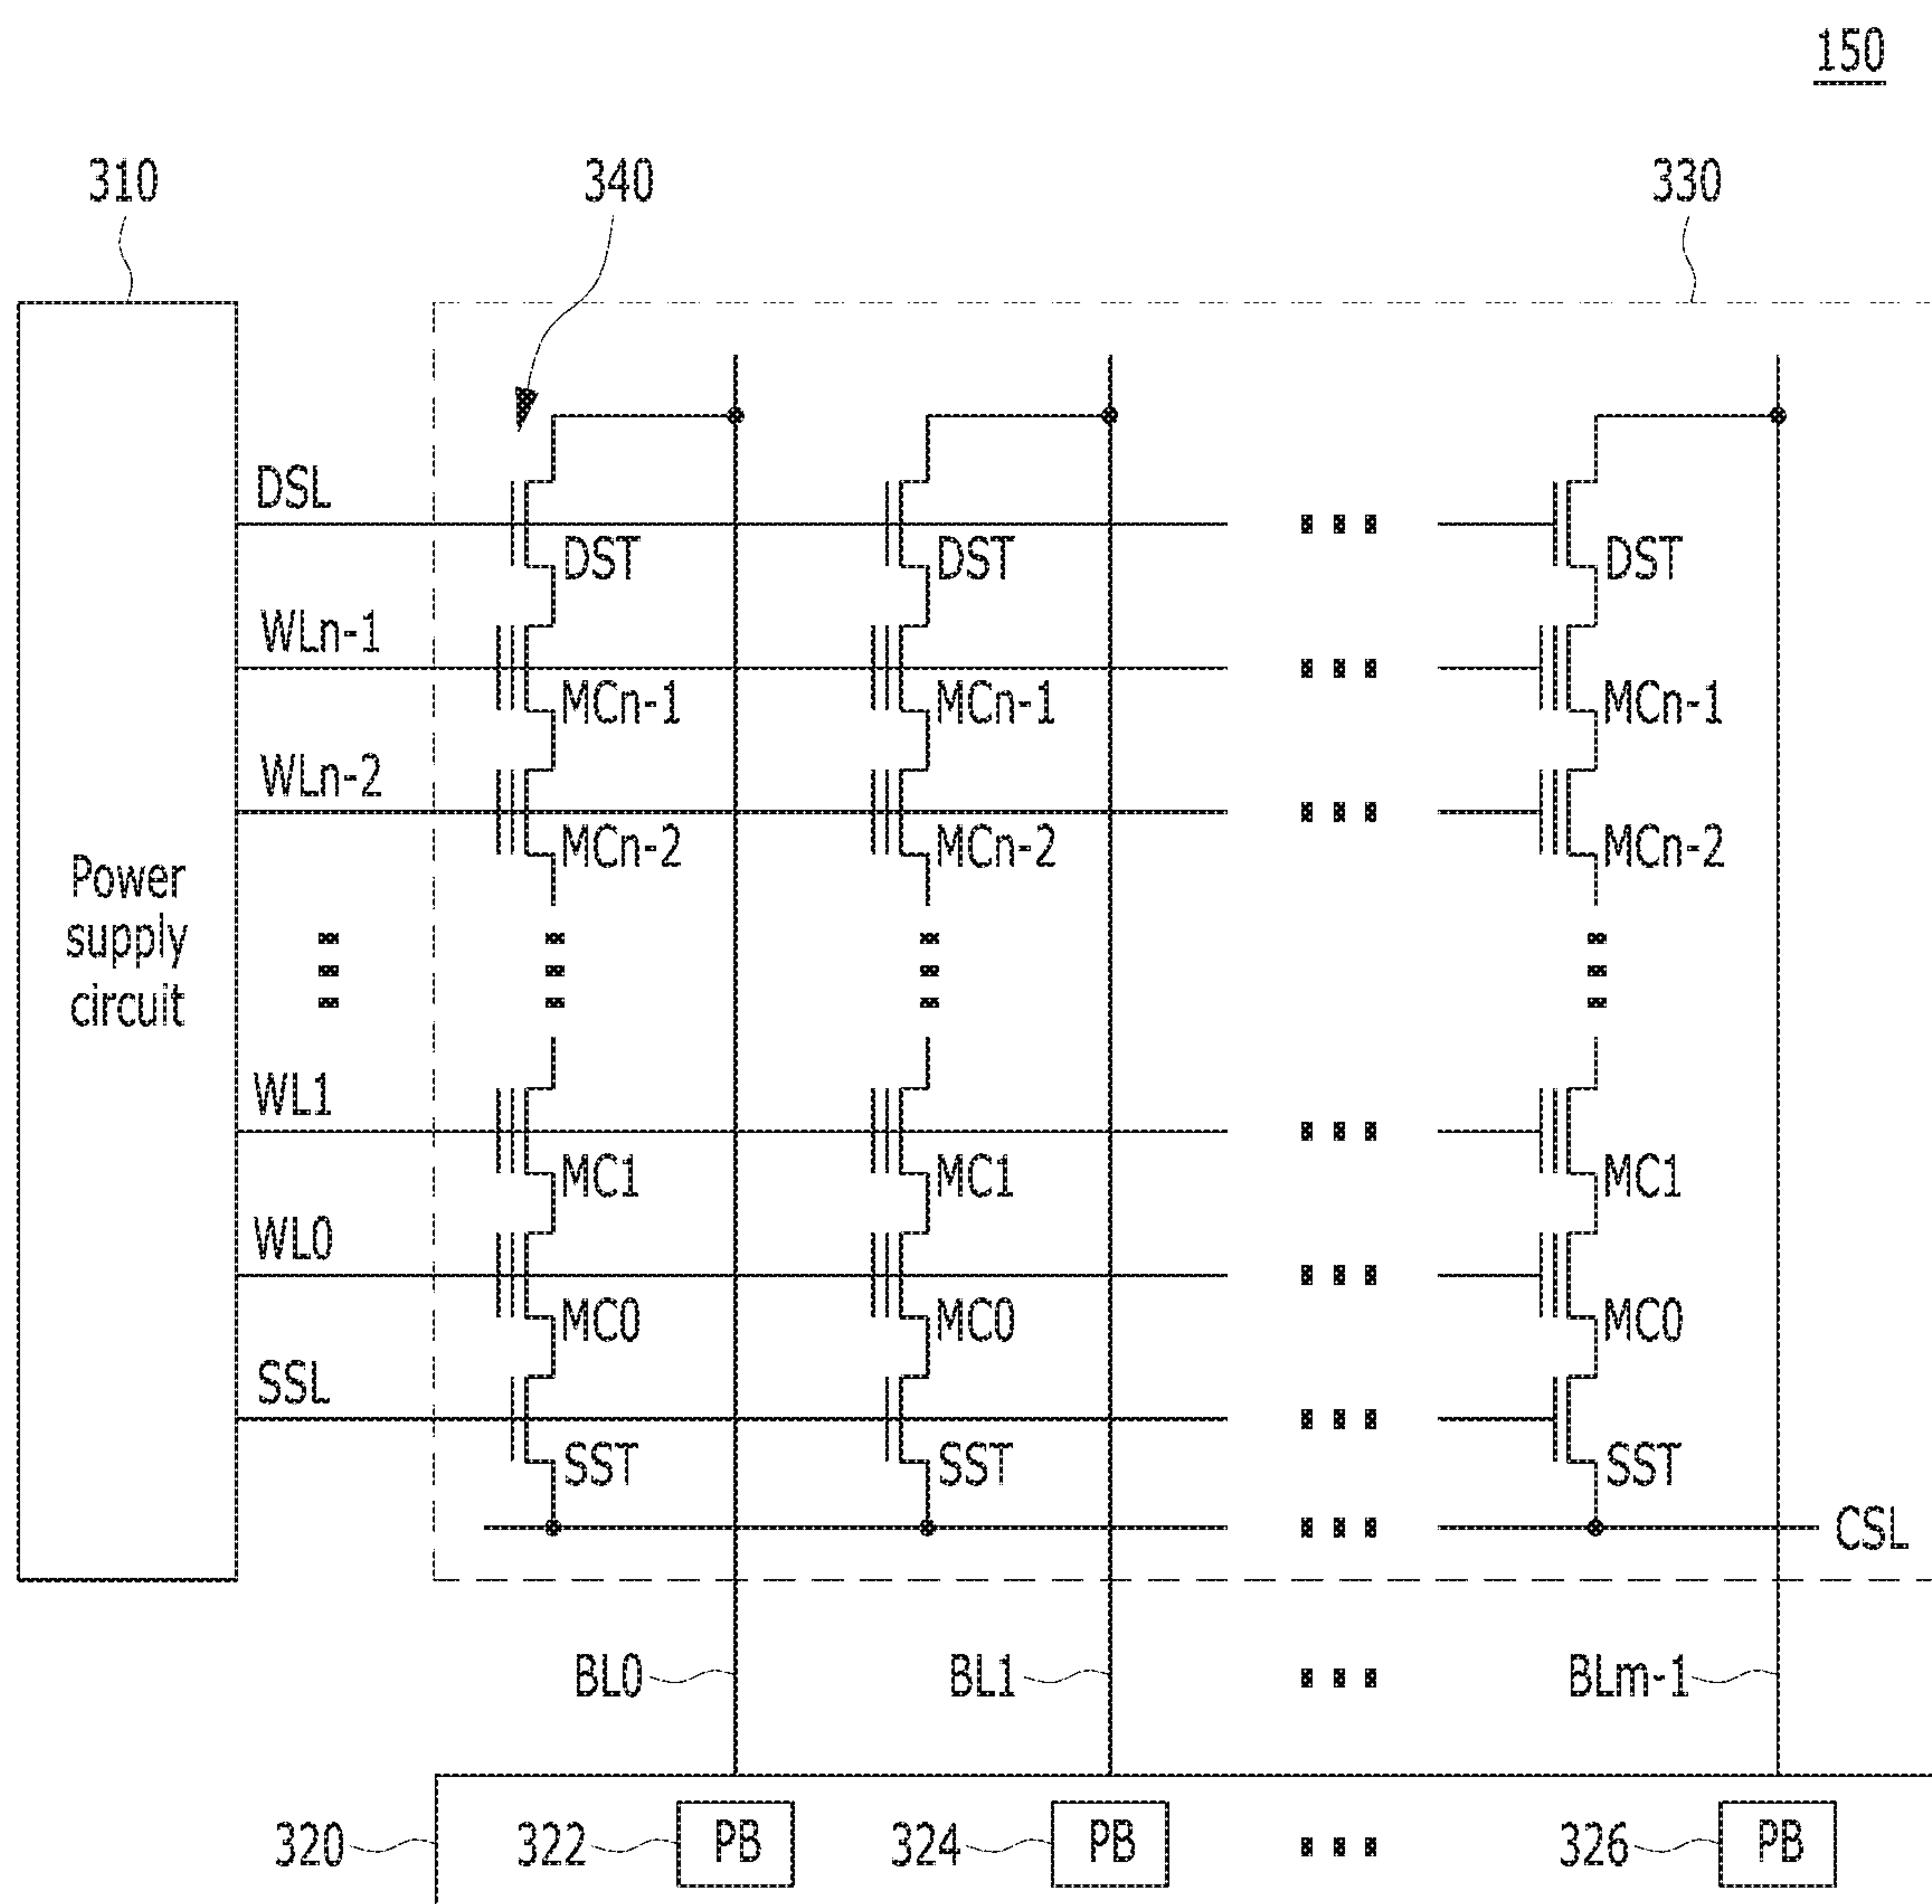 150
310
340
330
DSL
DST DST DST
WLn-1
MCn-1 MCn-1 MCn-1
WLn-2
MCn-2 MCn-2 MCn-2
Power
supply
circuit
WL1
MC1 MC1 MC1
WL0
MC0 MC0 MC0
SSL
SST SST SST
CSL
BL0 BL1 BLm-1
320 322 PB 324 PB 326 PB